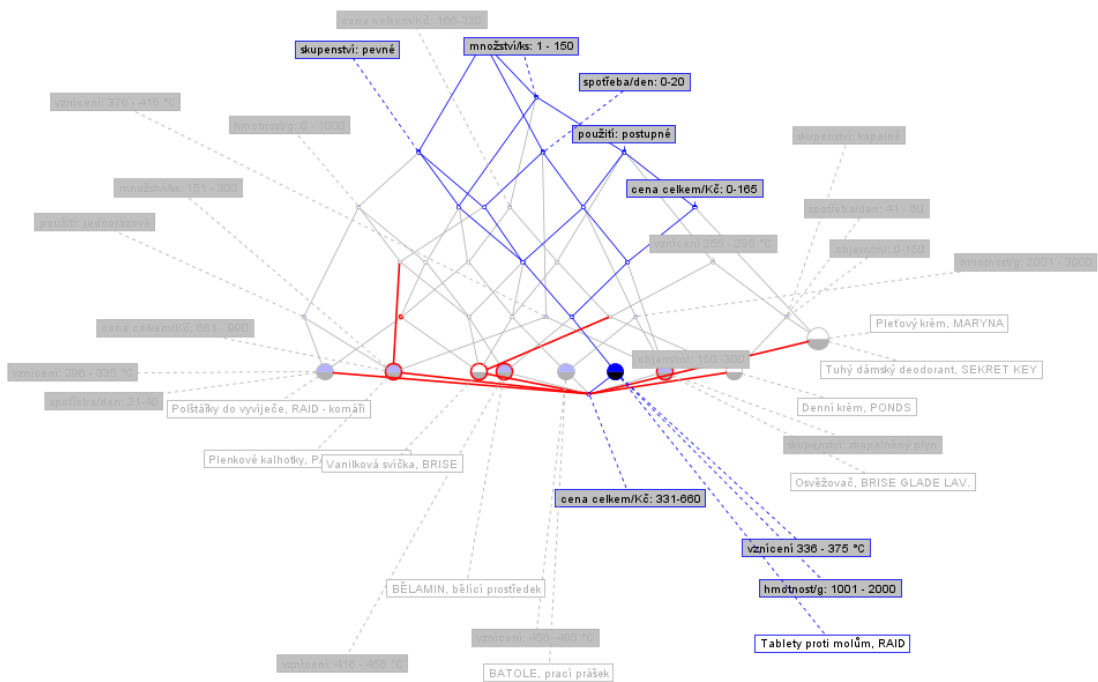 cena celkem/Kč: 166-330
skupenství: pevné
množství/ks: 1 - 150
spotřeba/den: 0-20
vznícení: 376 - 415 °C
hmotnost/g: 0 - 1000
použití: postupné
skupenství: kapalné
množství/ks: 151 - 300
cena celkem/Kč: 0-165
spotřeba/den: 41 - 60
použití: jednorázové
vznícení 255 - 295 °C
objem/ml: 0-150
hmotnost/g: 2001 - 3000
cena celkem/Kč: 661 - 990
Pleťový krém, MARYNA
objem/ml: 150 -300
vznícení: 296 - 335 °C
Tuhý dámský deodorant, SEKRET KEY
spotřeba/den: 21-40
Polštářky do vyvíječe, RAID - komáři
Denní krém, PONDS
skupenství: zkapalněný plyn
Plenkové kalhotky,
Vanilková svíčka, BRISE
Osvěžovač, BRISE GLADE LAV.
cena celkem/Kč: 331-660
vznícení 336 - 375 °C
BĚLAMIN, bělící prostředek
hmotnost/g: 1001 - 2000
vznícení: 456 -495 °C
Tablety proti molům, RAID
vznícení: 416 - 455 °C
BATOLE, prací prášek